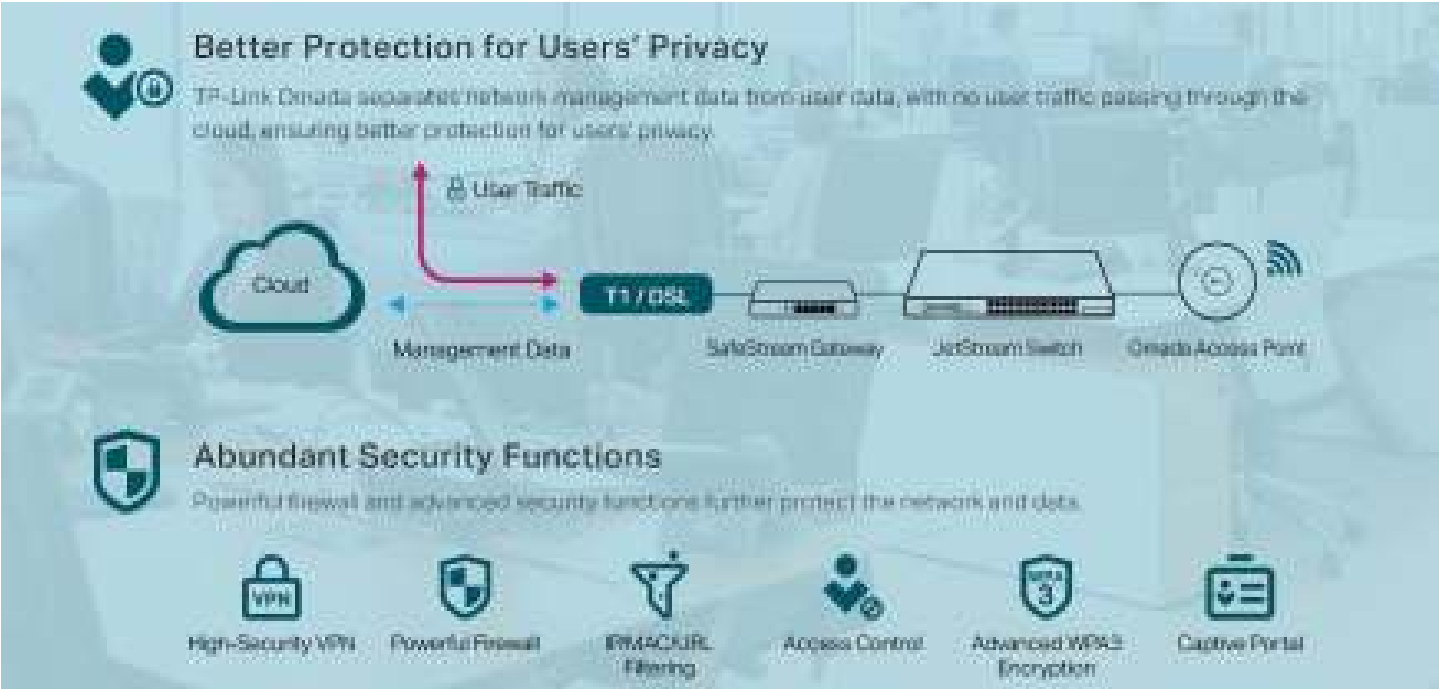 Better Protection for Users' Privacy
TP-Link Omada separates network management data from user data, with no user traffic passing through the
cloud, ensuring better protection for users' privacy.
User Traffic
Cloud
T1 / DSL
Management Data
SafeStream Gateway
JetStream Switch
Omada Access Point
Abundant Security Functions
Powerful firewall and advanced security functions further protect the network and data.
VPN
WPA
3
High-Security VPN
Powerful Firewall
IP/MAC/URL
Filtering
Access Control
Advanced WPA3
Encryption
Captive Portal